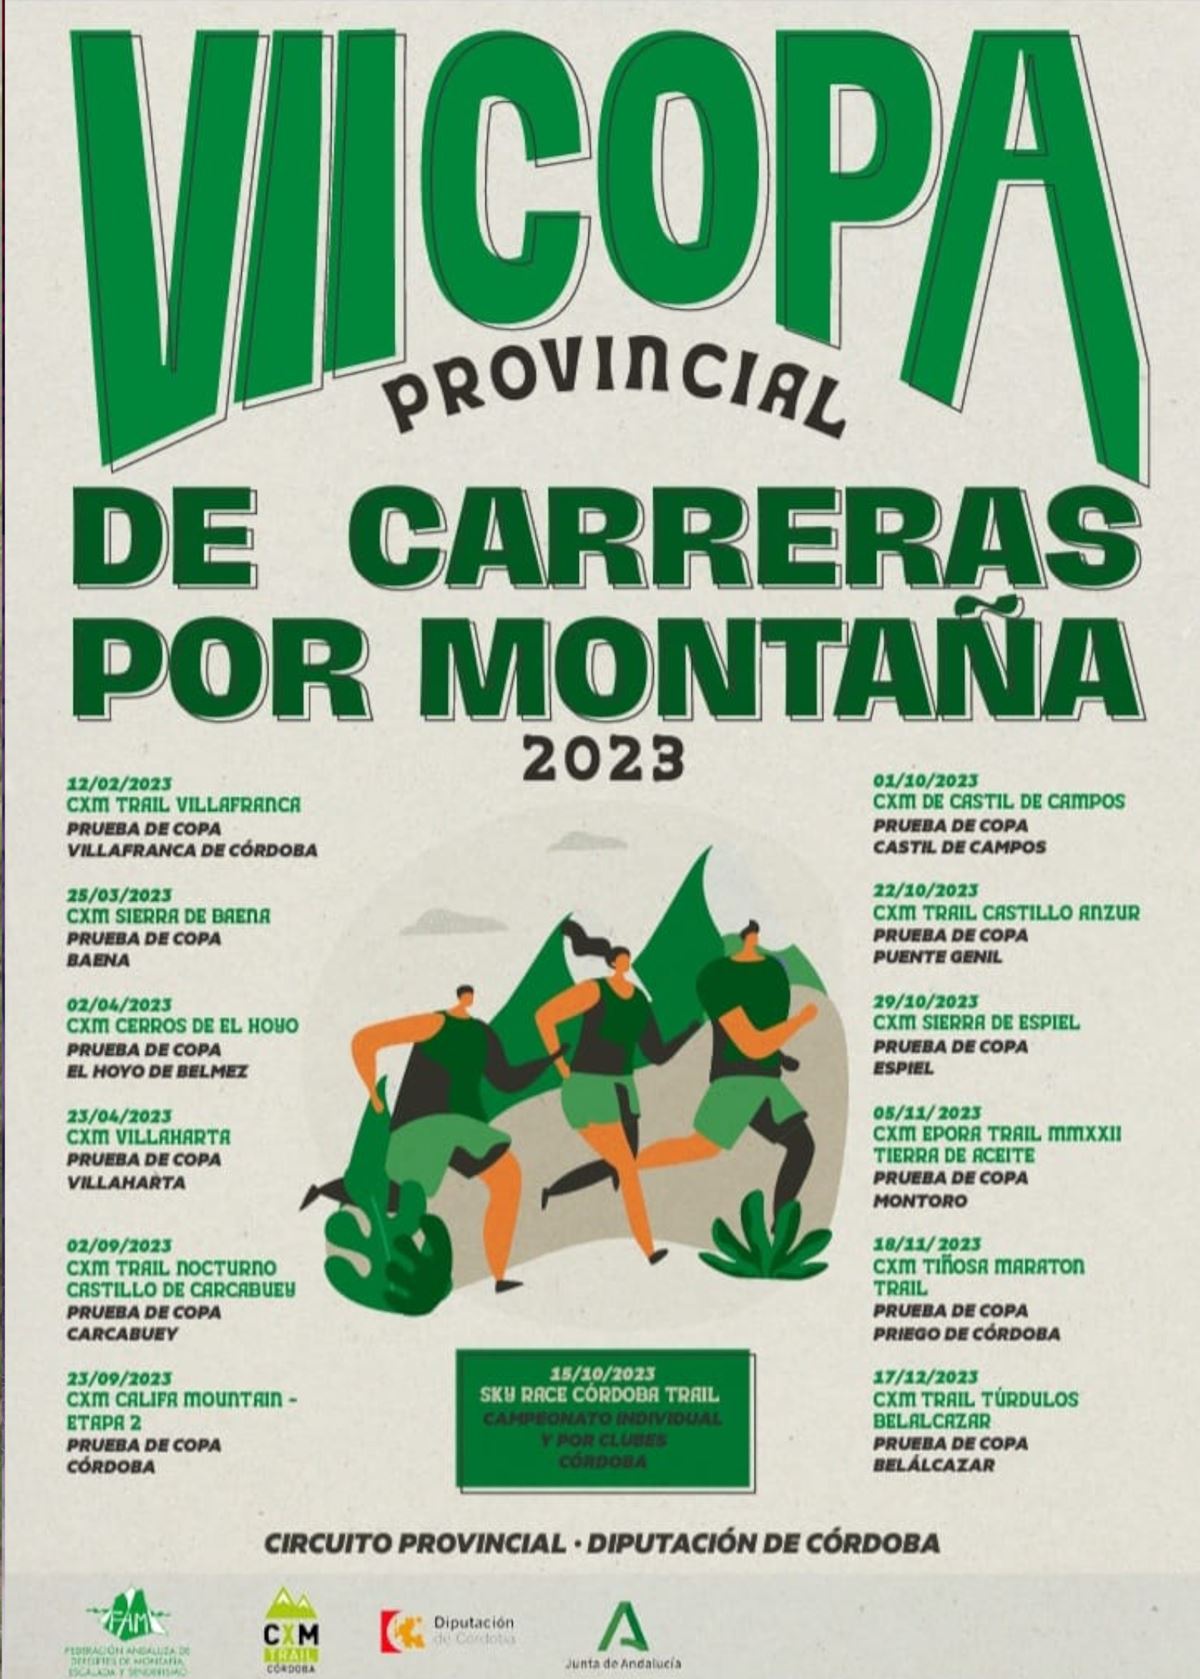 VII COPA
PROVINCIAL
DE CARRERAS
POR MONTAÑA
2023
12/02/2023
CXM TRAIL VILLAFRANCA
PRUEBA DE COPA
VILLAFRANCA DE CÓRDOBA
25/03/2023
CXM SIERRA DE BAENA
PRUEBA DE COPA
BAENA
02/04/2023
CXM CERROS DE EL HOYO
PRUEBA DE COPA
EL HOYO DE BELMEZ
23/04/2023
CXM VILLAHARTA
PRUEBA DE COPA
VILLAHARTA
02/09/2023
CXM TRAIL NOCTURNO
CASTILLO DE CARCABUEY
PRUEBA DE COPA
CARCABUEY
23/09/2023
CXM CALIFA MOUNTAIN -
ETAPA 2
PRUEBA DE COPA
CÓRDOBA
15/10/2023
SKY RACE CÓRDOBA TRAIL
CAMPEONATO INDIVIDUAL
Y POR CLUBES
CÓRDOBA
01/10/2023
CXM DE CASTIL DE CAMPOS
PRUEBA DE COPA
CASTIL DE CAMPOS
22/10/2023
CXM TRAIL CASTILLO ANZUR
PRUEBA DE COPA
PUENTE GENIL
29/10/2023
CXM SIERRA DE ESPIEL
PRUEBA DE COPA
ESPIEL
05/11/2023
CXM EPORA TRAIL MMXXII
TIERRA DE ACEITE
PRUEBA DE COPA
MONTORO
18/11/2023
CXM TIÑOSA MARATON
TRAIL
PRUEBA DE COPA
PRIEGO DE CÓRDOBA
17/12/2023
CXM TRAIL TÚRDULOS
BELALCAZAR
PRUEBA DE COPA
BELÁLCAZAR
CIRCUITO PROVINCIAL · DIPUTACIÓN DE CÓRDOBA
FAM
FEDERACIÓN ANDALUZA DE
DEPORTES DE MONTAÑA,
ESCALADA Y SENDERISMO
CXM
TRAIL
CÓRDOBA
Diputación
de Córdoba
Junta de Andalucía